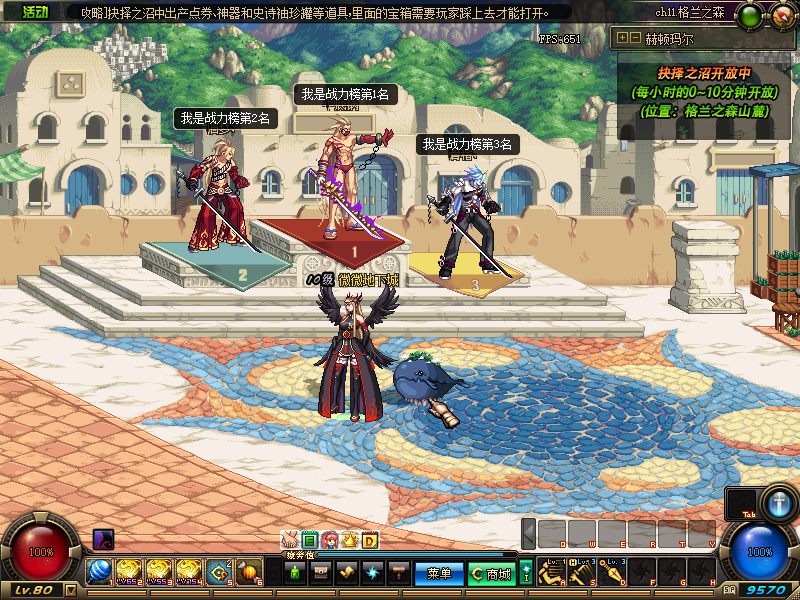 活动
攻略]抉择之沼中出产点券、神器和史诗袖珍罐等道具,里面的宝箱需要玩家踩上去才能打开。
ch11.格兰之森
FPS:651
赫顿玛尔
抉择之沼开放中
(每小时的0~10分钟开放)
(位置：格兰之森山麓)
我是战力榜第1名
我是战力榜第2名
我是战力榜第3名
1
2
3
10级 微微地下城
Tab
100%
100%
疲劳值
菜单
商城
Lv.80
SP
9570